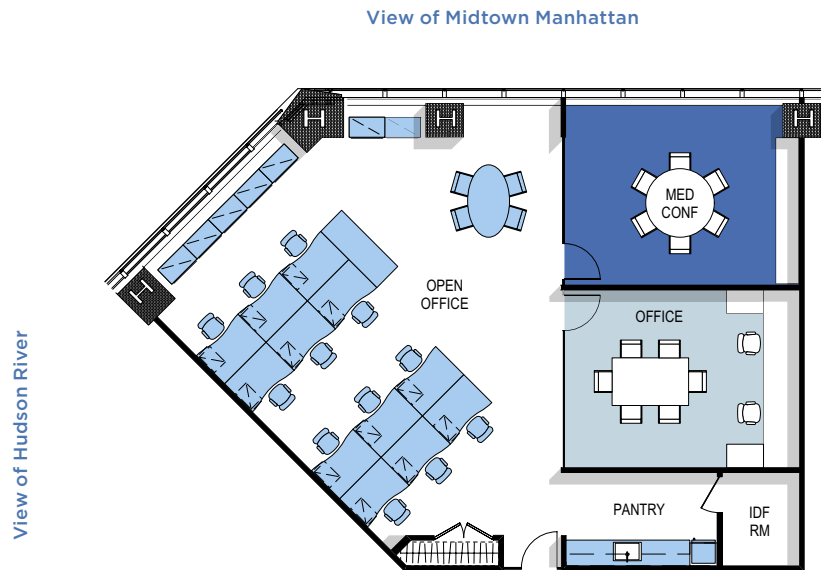 View of Midtown Manhattan
MED
CONF
OPEN
OFFICE
OFFICE
View of Hudson River
PANTRY
IDF
RM